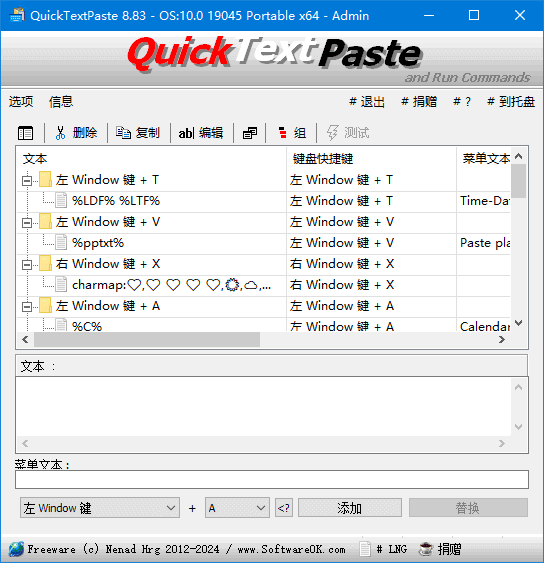 QuickTextPaste 8.83 - OS:10.0 19045 Portable x64 - Admin
QuickTextPaste
and Run Commands
选项 信息 # 退出 # 捐赠 # ? # 到托盘
删除 复制 ab| 编辑 组 测试
文本 键盘快捷键 菜单文本
左 Window 键 + T 左 Window 键 + T
%LDF% %LTF% 左 Window 键 + T Time-Da
左 Window 键 + V 左 Window 键 + V
%pptxt% 左 Window 键 + V Paste pla
右 Window 键 + X 右 Window 键 + X
charmap:♡,♡ ♡ ♡ ♡,❂,☁,... 右 Window 键 + X
左 Window 键 + A 左 Window 键 + A
%C% 左 Window 键 + A Calendar
文本 :
菜单文本 :
左 Window 键 + A <? 添加 替换
Freeware (c) Nenad Hrg 2012-2024 / www.SoftwareOK.com # LNG 捐赠